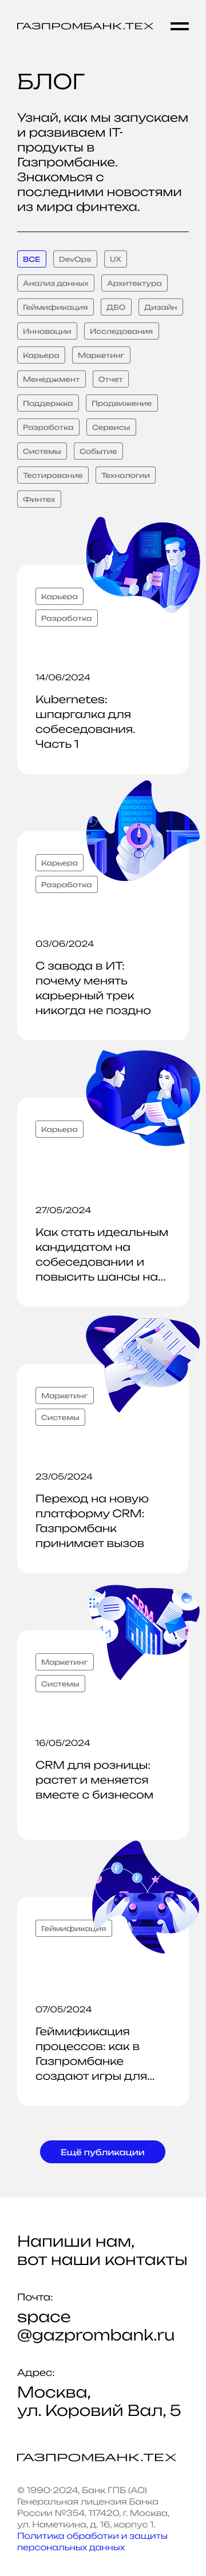 ГАЗПРОМБАНК.ТЕХ
БЛОГ
Узнавай,
как мы запускаем
и развиваем IT-
продукты в
Газпромбанке.
Знакомься с
последними новостями
из мира финтеха.
ВСЕ
DevOps
UX
Анализ данных
Архитектура
Геймификация
ДБО
Дизайн
Инновации
Исследования
Карьера
Маркетинг
Менеджмент
Отчет
Поддержка
Продвижение
Разработка
Сервисы
Системы
Событие
Тестирование
Технологии
Финтех
Карьера
Разработка
14/06/2024
Kubernetes:
шпаргалка для
собеседования.
Часть 1
Карьера
Разработка
03/06/2024
С завода в ИТ:
почему менять
карьерный трек
никогда не поздно
Карьера
27/05/2024
Как стать идеальным
кандидатом на
собеседовании и
повысить шансы на...
Маркетинг
Системы
23/05/2024
Переход на новую
платформу CRM:
Газпромбанк
принимает вызов
CRM
Маркетинг
Системы
16/05/2024
CRM для розницы:
растет и меняется
вместе с бизнесом
Геймификация
07/05/2024
Геймификация
процессов: как в
Газпромбанке
создают игры для...
Ещё публикации
Напиши нам,
вот наши контакты
Почта:
space
@gazprombank.ru
Адрес:
Москва,
ул. Коровий Вал, 5
ГАЗПРОМБАНК.ТЕХ
© 1990-2024, Банк ГПБ (АО)
Генеральная лицензия Банка
России №354, 117420, г. Москва,
ул. Наметкина, д. 16, корпус 1.
Политика обработки и защиты
персональных данных